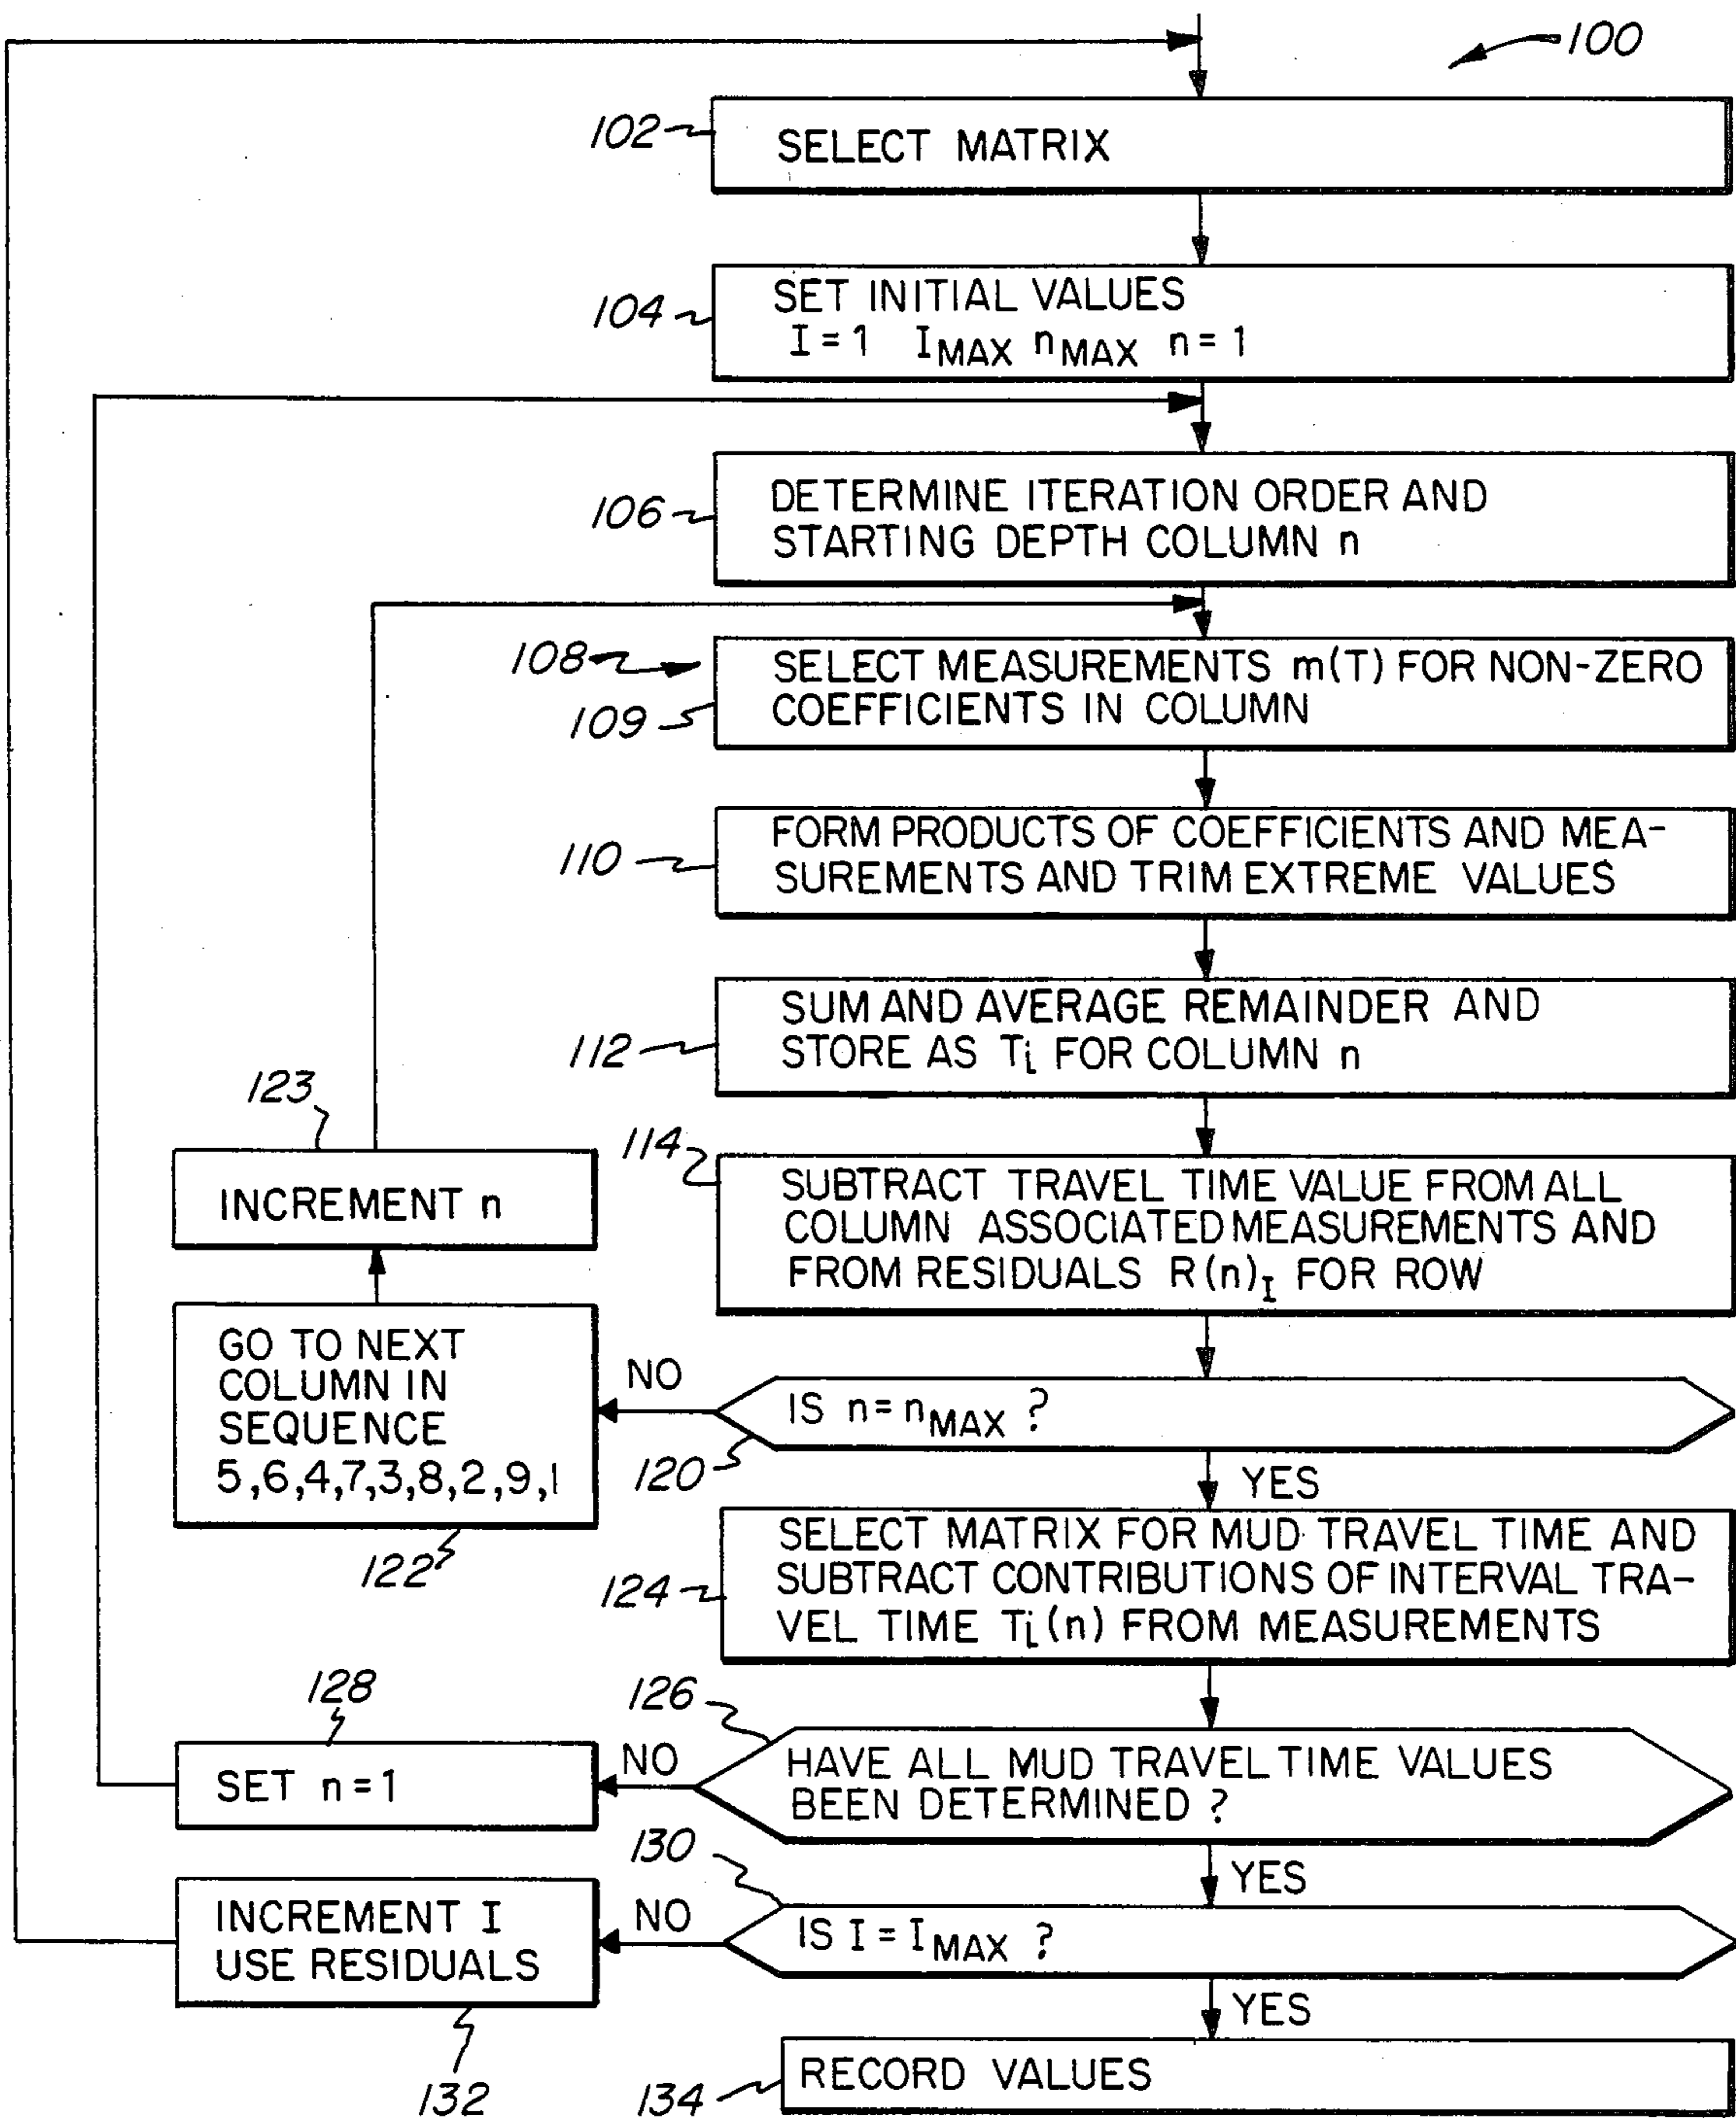 100
102
SELECT MATRIX
104
SET INITIAL VALUES
I = 1 I MAX n MAX n = 1
106
DETERMINE ITERATION ORDER AND
STARTING DEPTH COLUMN n
108
109
SELECT MEASUREMENTS m(T) FOR NON-ZERO
COEFFICIENTS IN COLUMN
110
FORM PRODUCTS OF COEFFICIENTS AND MEA-
SUREMENTS AND TRIM EXTREME VALUES
112
SUM AND AVERAGE REMAINDER AND
STORE AS Ti FOR COLUMN n
123
INCREMENT n
114
SUBTRACT TRAVEL TIME VALUE FROM ALL
COLUMN ASSOCIATED MEASUREMENTS AND
FROM RESIDUALS R(n)I FOR ROW
GO TO NEXT
COLUMN IN
SEQUENCE
5,6,4,7,3,8,2,9,1
122
NO
IS n = n MAX ?
120
YES
124
SELECT MATRIX FOR MUD TRAVEL TIME AND
SUBTRACT CONTRIBUTIONS OF INTERVAL TRA-
VEL TIME Ti(n) FROM MEASUREMENTS
128
SET n = 1
NO
126
HAVE ALL MUD TRAVEL TIME VALUES
BEEN DETERMINED ?
YES
130
INCREMENT I
USE RESIDUALS
132
NO
IS I = I MAX ?
YES
134
RECORD VALUES